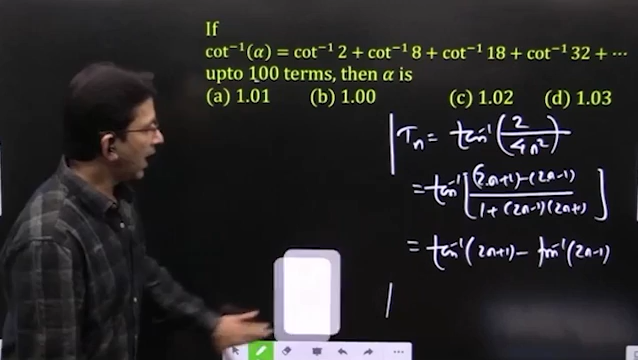 If
cot⁻¹(α) = cot⁻¹ 2 + cot⁻¹ 8 + cot⁻¹ 18 + cot⁻¹ 32 + ⋯
upto 100 terms, then α is
(a) 1.01 (b) 1.00 (c) 1.02 (d) 1.03
Tₙ = tan⁻¹(2/4n²)
= tan⁻¹[((2n+1)-(2n-1))/(1+(2n-1)(2n+1))]
= tan⁻¹(2n+1) - tan⁻¹(2n-1)